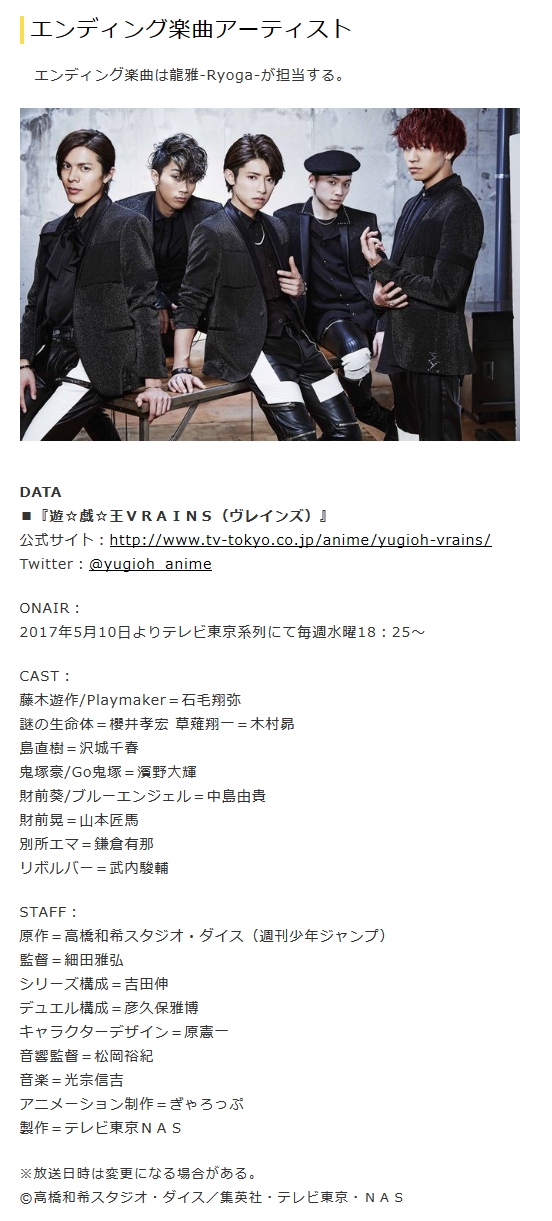 エンディング楽曲アーティスト
エンディング楽曲は龍雅-Ryoga-が担当する。
DATA
■『遊☆戯☆王ＶＲＡＩＮＳ（ヴレインズ）』
公式サイト：http://www.tv-tokyo.co.jp/anime/yugioh-vrains/
Twitter：@yugioh_anime
ONAIR：
2017年5月10日よりテレビ東京系列にて毎週水曜18：25～
CAST：
藤木遊作/Playmaker＝石毛翔弥
謎の生命体＝櫻井孝宏 草薙翔一＝木村昴
島直樹＝沢城千春
鬼塚豪/Go鬼塚＝濱野大輝
財前葵/ブルーエンジェル＝中島由貴
財前晃＝山本匠馬
別所エマ＝鎌倉有那
リボルバー＝武内駿輔
STAFF：
原作＝高橋和希スタジオ・ダイス（週刊少年ジャンプ）
監督＝細田雅弘
シリーズ構成＝吉田伸
デュエル構成＝彦久保雅博
キャラクターデザイン＝原憲一
音響監督＝松岡裕紀
音楽＝光宗信吉
アニメーション制作＝ぎゃろっぷ
製作＝テレビ東京ＮＡＳ
※放送日時は変更になる場合がある。
©高橋和希スタジオ・ダイス／集英社・テレビ東京・ＮＡＳ